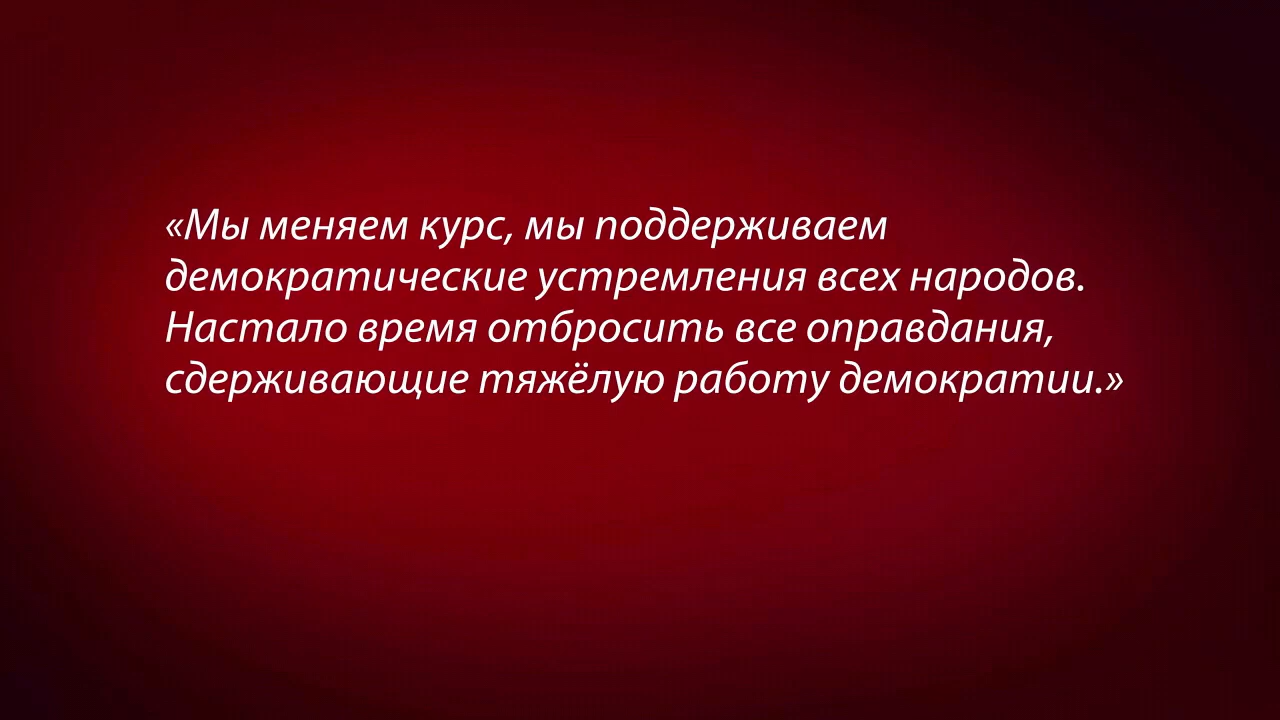 «Мы меняем курс, мы поддерживаем
демократические устремления всех народов.
Настало время отбросить все оправдания,
сдерживающие тяжёлую работу демократии.»